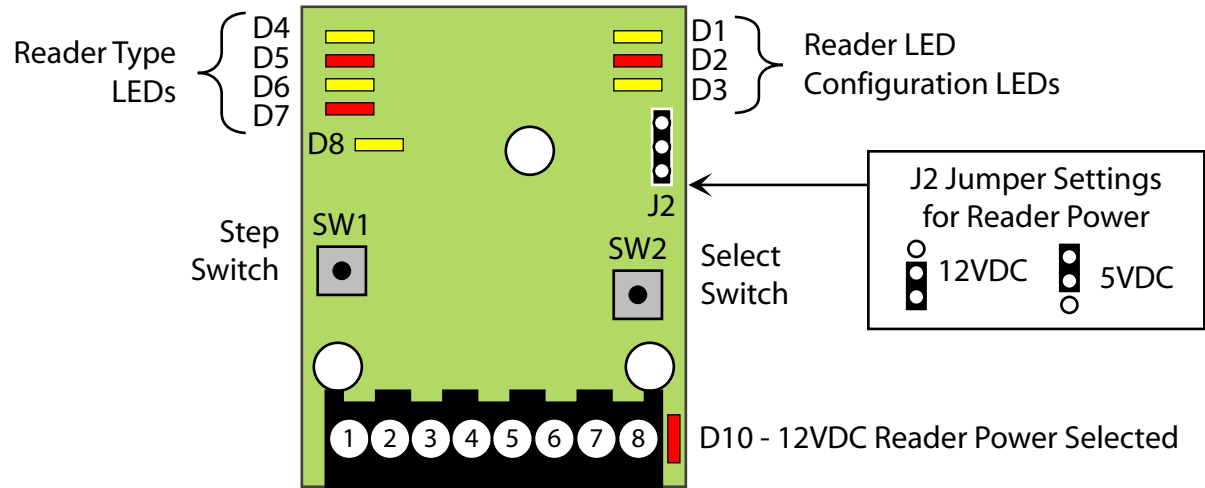 Reader Type
LEDs
D4
D5
D6
D7
D8
D1
D2
D3
Reader LED
Configuration LEDs
J2
J2 Jumper Settings
for Reader Power
12VDC
5VDC
Step
Switch
SW1
SW2
Select
Switch
1 2 3 4 5 6 7 8
D10 - 12VDC Reader Power Selected